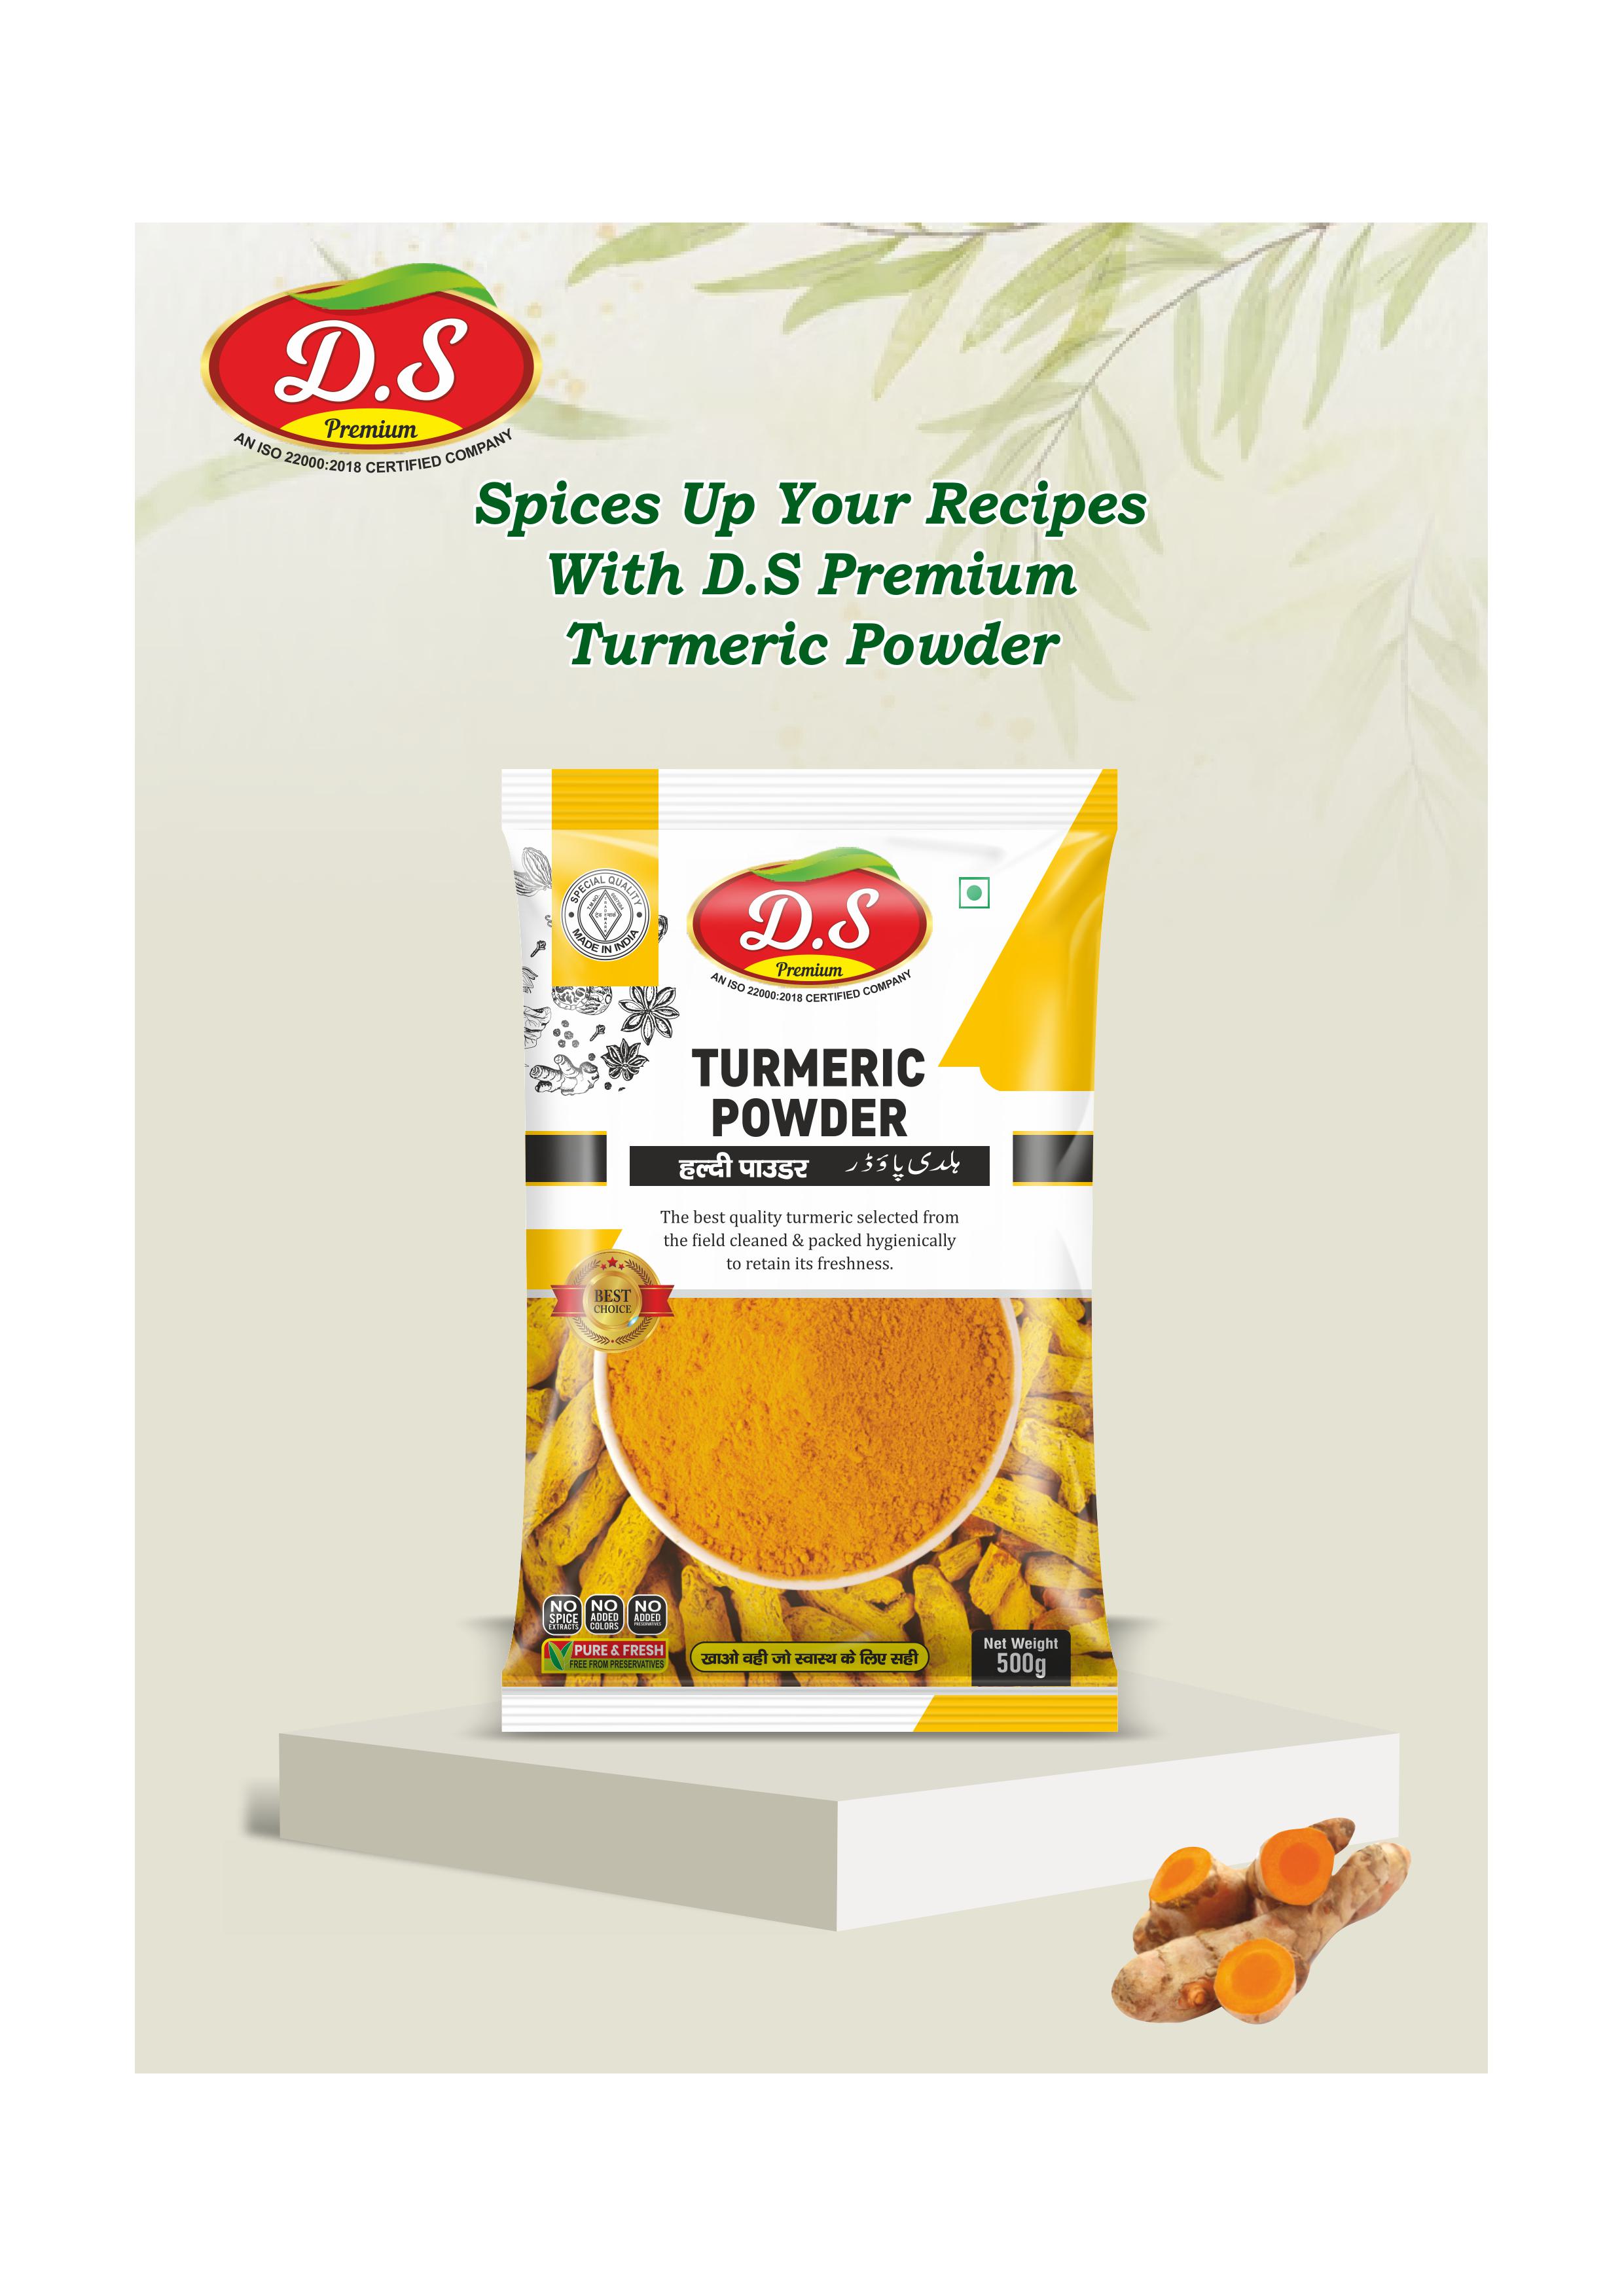 D.S
Premium
AN ISO 22000:2018 CERTIFIED COMPANY
Spices Up Your Recipes
With D.S Premium
Turmeric Powder
SPECIAL QUALITY
MADE IN INDIA
D.S
Premium
AN ISO 22000:2018 CERTIFIED COMPANY
TURMERIC
POWDER
हल्दी पाउडर ہلدی پاؤڈر
The best quality turmeric selected from
the field cleaned & packed hygienically
to retain its freshness.
BEST
CHOICE
NO
SPICE
EXTRACTS
NO
ADDED
COLORS
NO
ADDED
PRESERVATIVES
PURE & FRESH
FREE FROM PRESERVATIVES
खाओ वही जो स्वास्थ के लिए सही
Net Weight
500g